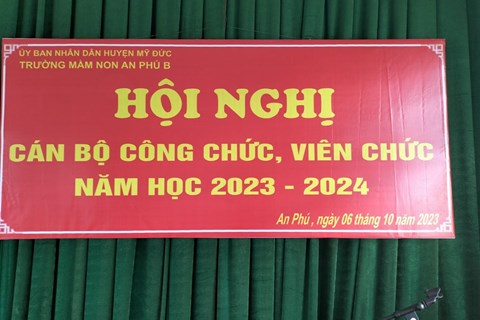 ỦY BAN NHÂN DÂN HUYỆN MỸ ĐỨC
TRƯỜNG MẦM NON AN PHÚ B
HỘI NGHỊ
CÁN BỘ CÔNG CHỨC, VIÊN CHỨC
NĂM HỌC 2023 - 2024
An Phú , ngày 06 tháng 10 năm 2023